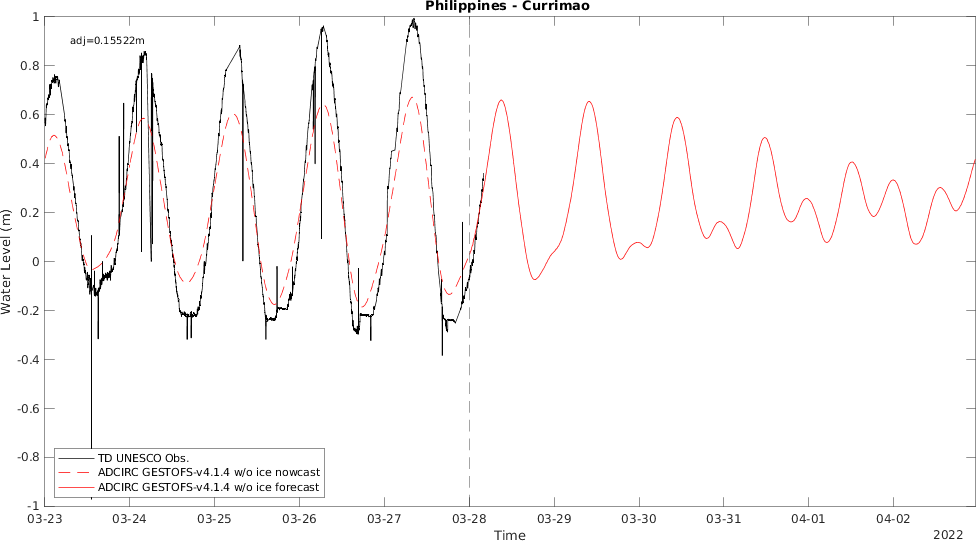 Philippines - Currimao
adj=0.15522m
1
0.8
0.6
0.4
0.2
0
-0.2
-0.4
-0.6
-0.8
-1
Water Level (m)
TD UNESCO Obs.
ADCIRC GESTOFS-v4.1.4 w/o ice nowcast
ADCIRC GESTOFS-v4.1.4 w/o ice forecast
03-23 03-24 03-25 03-26 03-27 03-28 03-29 03-30 03-31 04-01 04-02
Time
2022